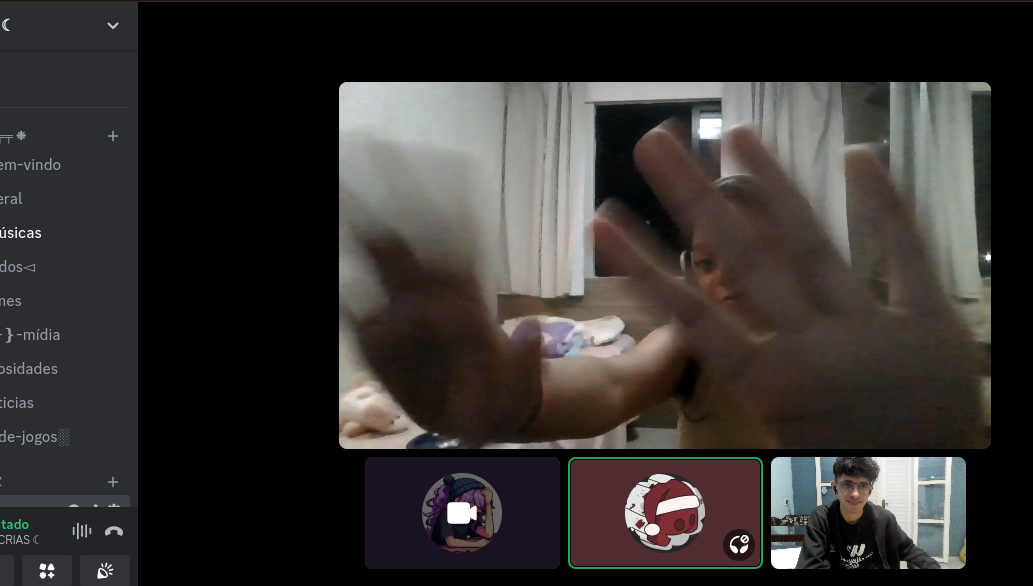 em-vindo
eral
úsicas
dos◅
nes
-❵-mídia
osidades
ticias
de-jogos░
tado
CRIAS ☾